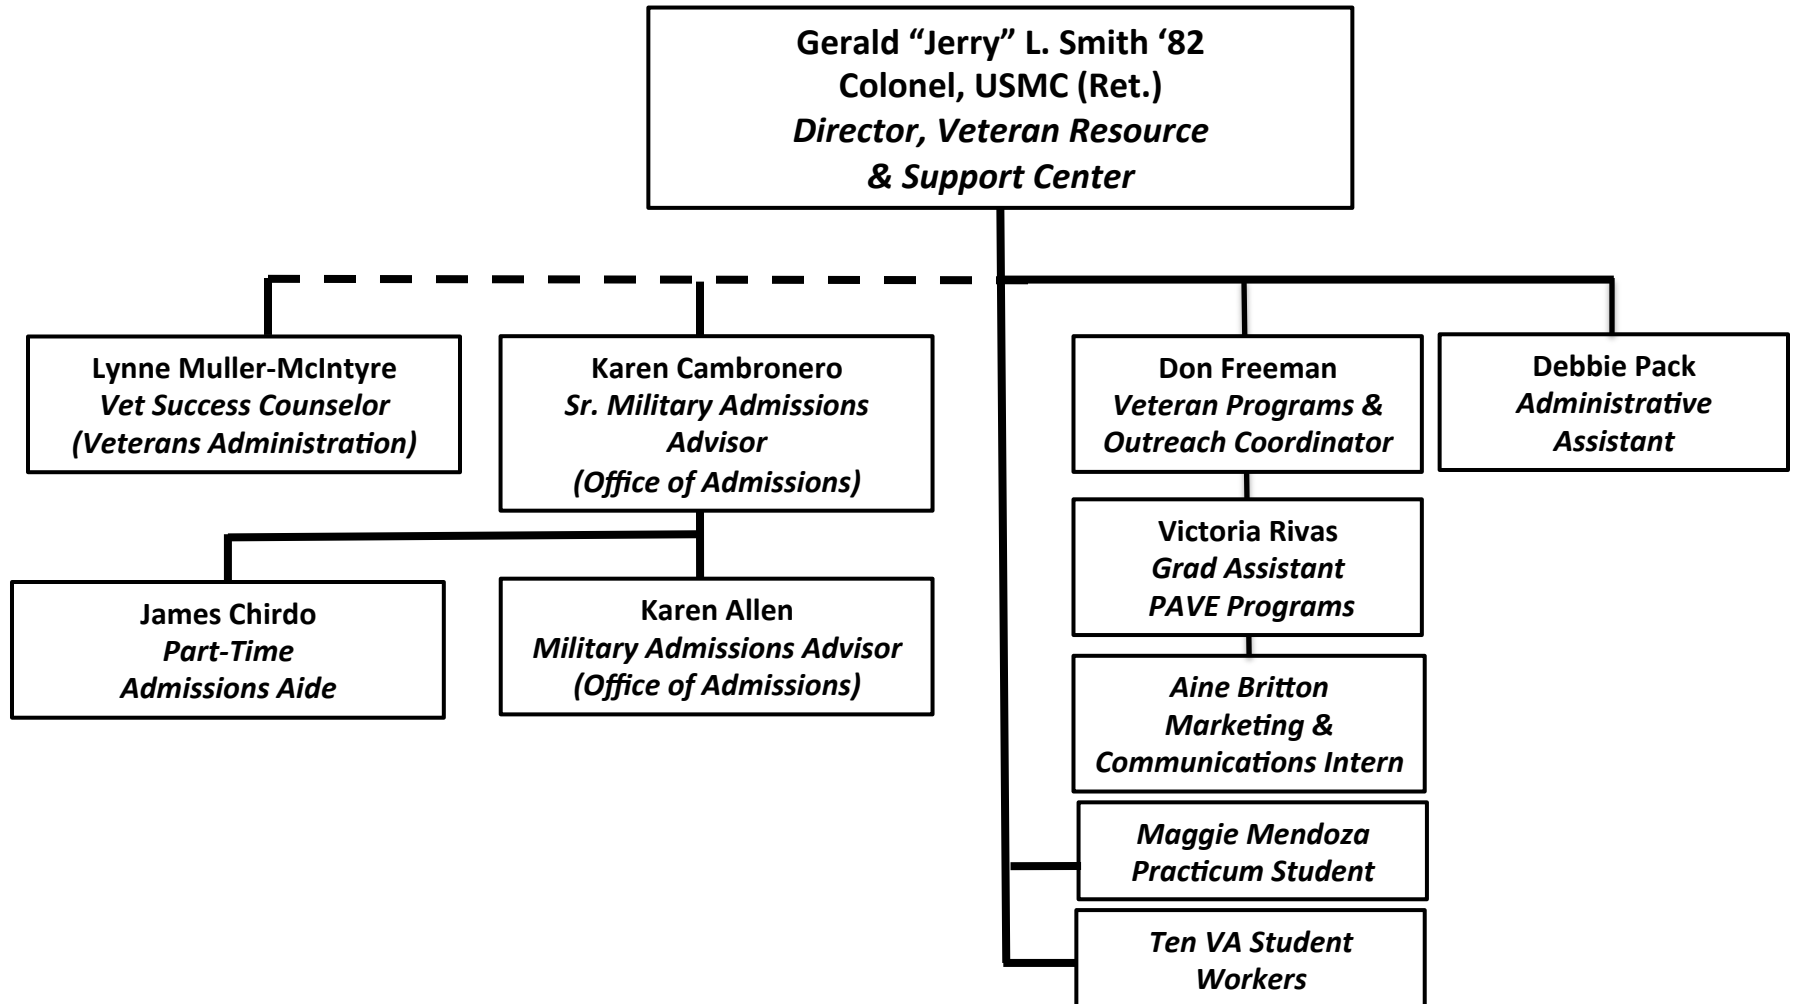 Gerald “Jerry” L. Smith ‘82
Colonel, USMC (Ret.)
Director, Veteran Resource
& Support Center
Lynne Muller-McIntyre
Vet Success Counselor
(Veterans Administration)
Karen Cambronero
Sr. Military Admissions
Advisor
(Office of Admissions)
Don Freeman
Veteran Programs &
Outreach Coordinator
Debbie Pack
Administrative
Assistant
Victoria Rivas
Grad Assistant
PAVE Programs
James Chirdo
Part-Time
Admissions Aide
Karen Allen
Military Admissions Advisor
(Office of Admissions)
Aine Britton
Marketing &
Communications Intern
Maggie Mendoza
Practicum Student
Ten VA Student
Workers